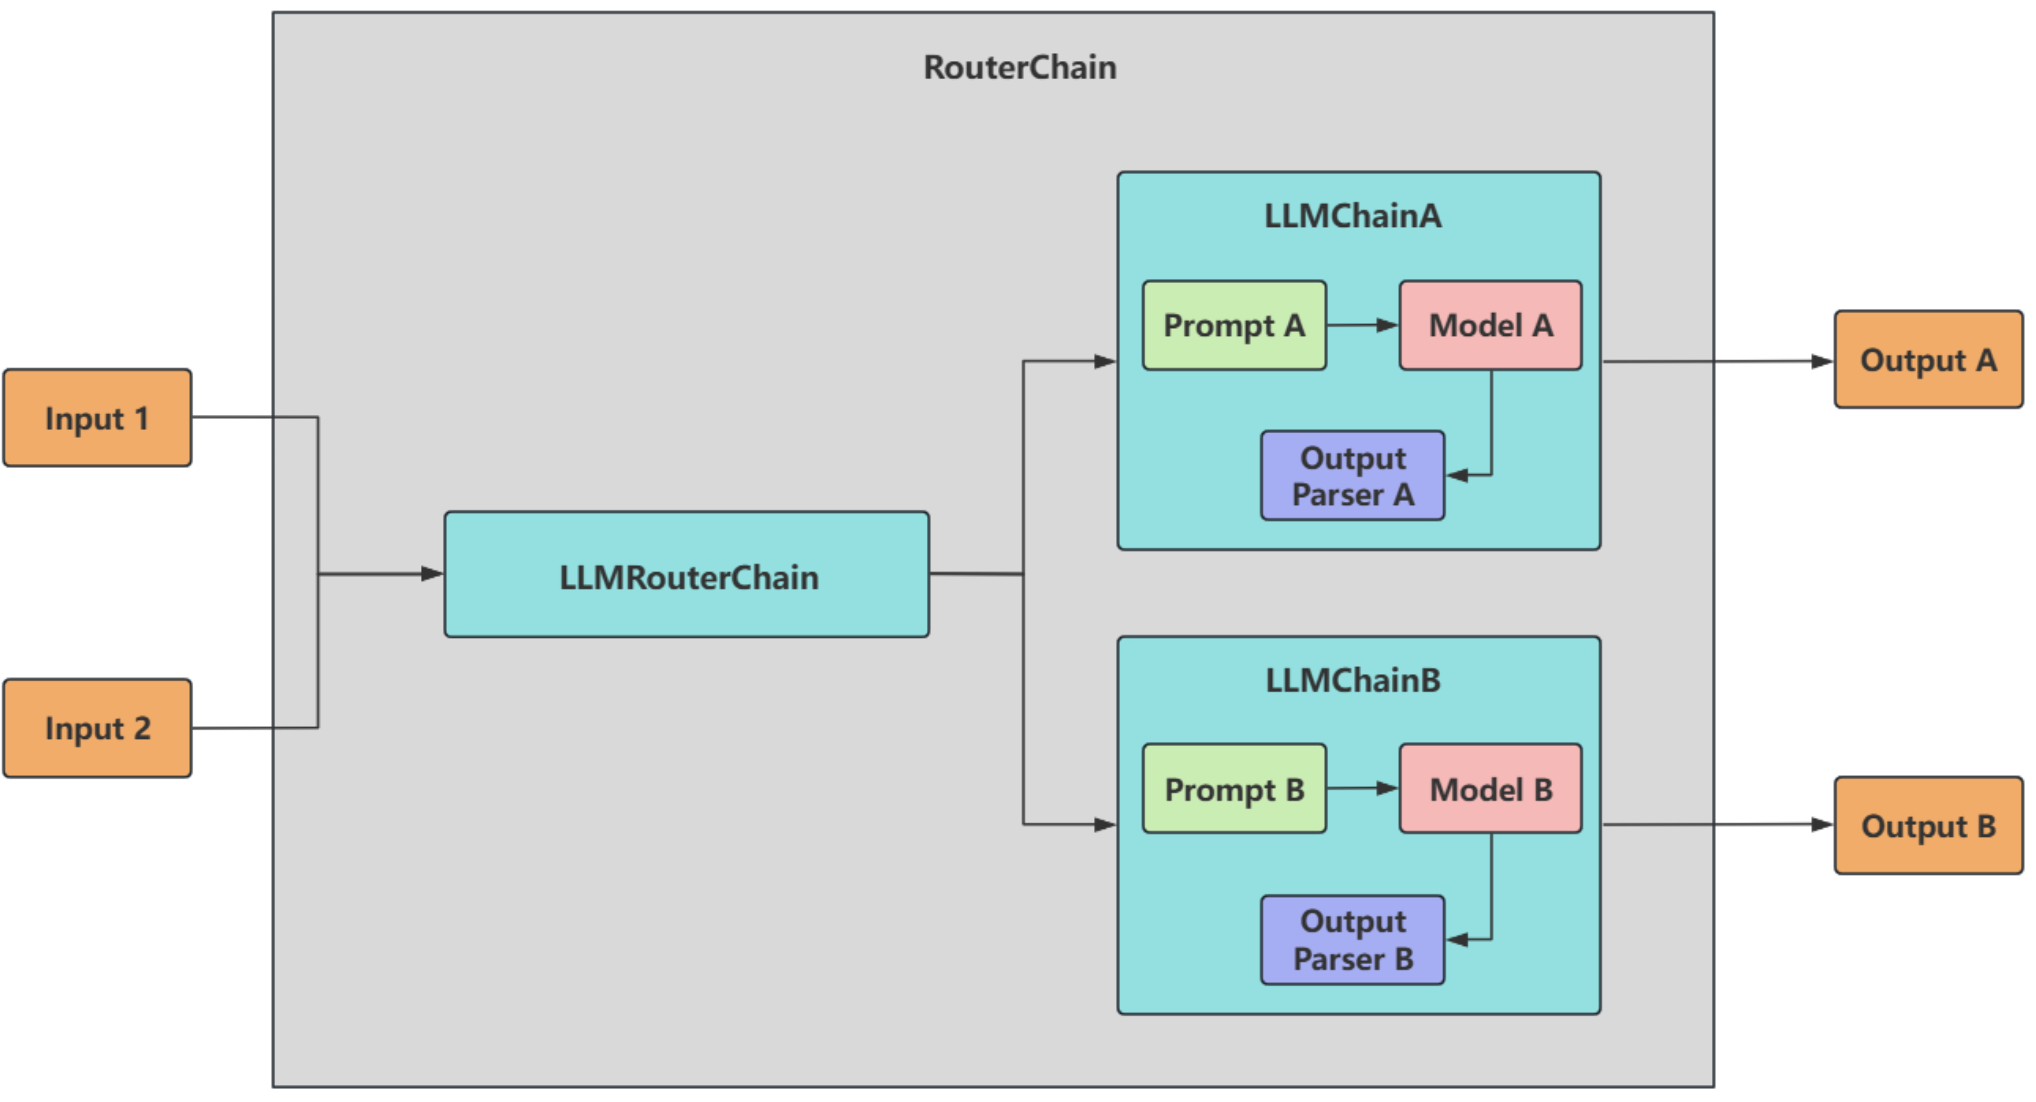 RouterChain
LLMChainA
Prompt A
Model A
Output
Parser A
Output A
Input 1
LLMRouterChain
Input 2
LLMChainB
Prompt B
Model B
Output
Parser B
Output B